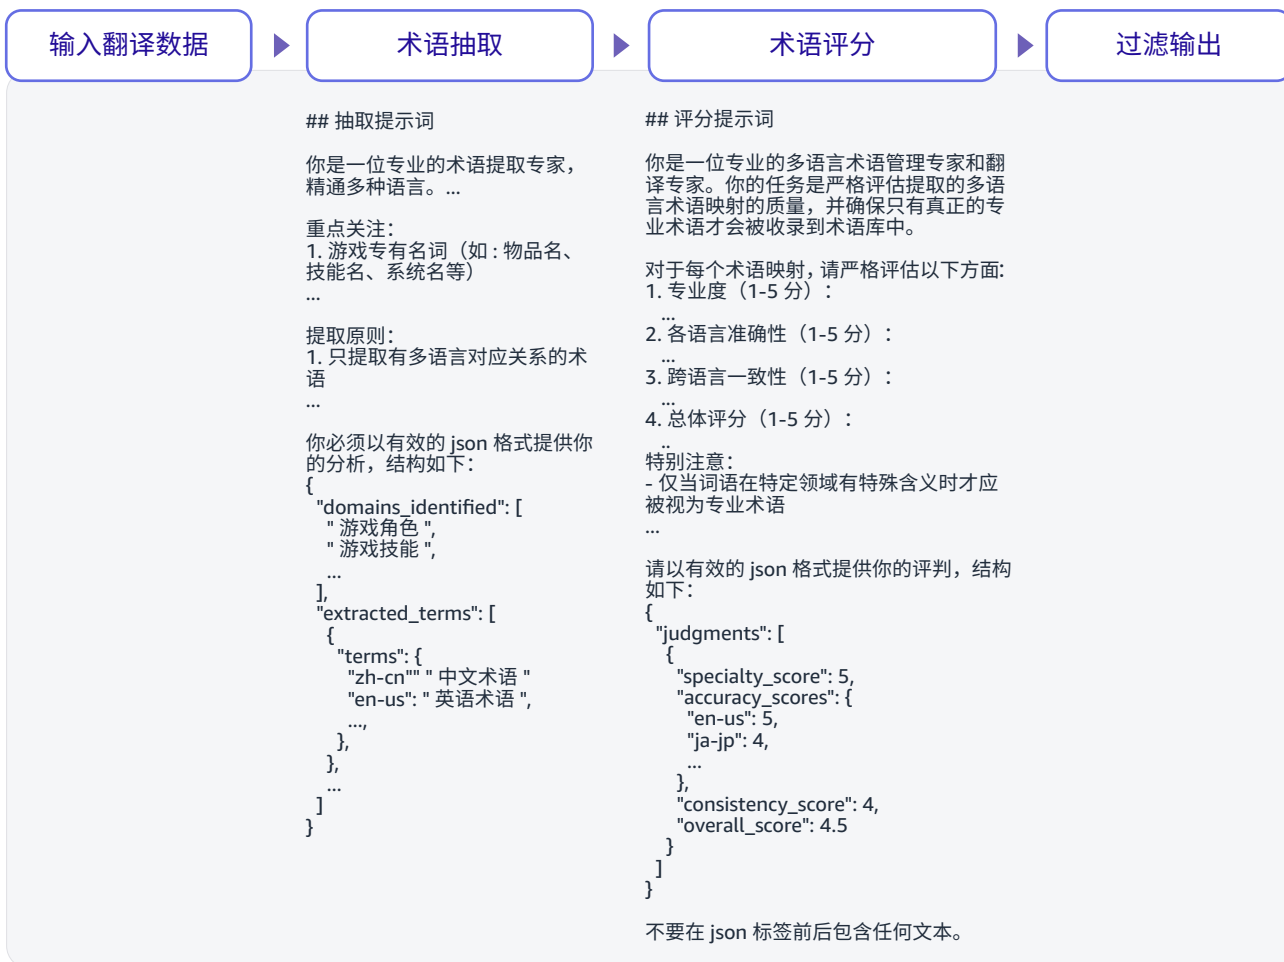 输入翻译数据
术语抽取
术语评分
过滤输出
## 抽取提示词
你是一位专业的术语提取专家，
精通多种语言。...
重点关注：
1. 游戏专有名词（如 : 物品名、
技能名、系统名等）
...
提取原则：
1. 只提取有多语言对应关系的术
语
...
你必须以有效的 json 格式提供你
的分析，结构如下：
{
"domains_identified": [
" 游戏角色 ",
" 游戏技能 ",
...
],
"extracted_terms": [
{
"terms": {
"zh-cn"" " 中文术语 "
"en-us": " 英语术语 ",
...,
},
},
...
]
}
## 评分提示词
你是一位专业的多语言术语管理专家和翻
译专家。你的任务是严格评估提取的多语
言术语映射的质量，并确保只有真正的专
业术语才会被收录到术语库中。
对于每个术语映射，请严格评估以下方面:
1. 专业度（1-5 分）：
...
2. 各语言准确性（1-5 分）：
...
3. 跨语言一致性（1-5 分）：
...
4. 总体评分（1-5 分）：
..
特别注意：
- 仅当词语在特定领域有特殊含义时才应
被视为专业术语
...
请以有效的 json 格式提供你的评判，结构
如下：
{
"judgments": [
{
"specialty_score": 5,
"accuracy_scores": {
"en-us": 5,
"ja-jp": 4,
...
},
"consistency_score": 4,
"overall_score": 4.5
}
]
}
不要在 json 标签前后包含任何文本。